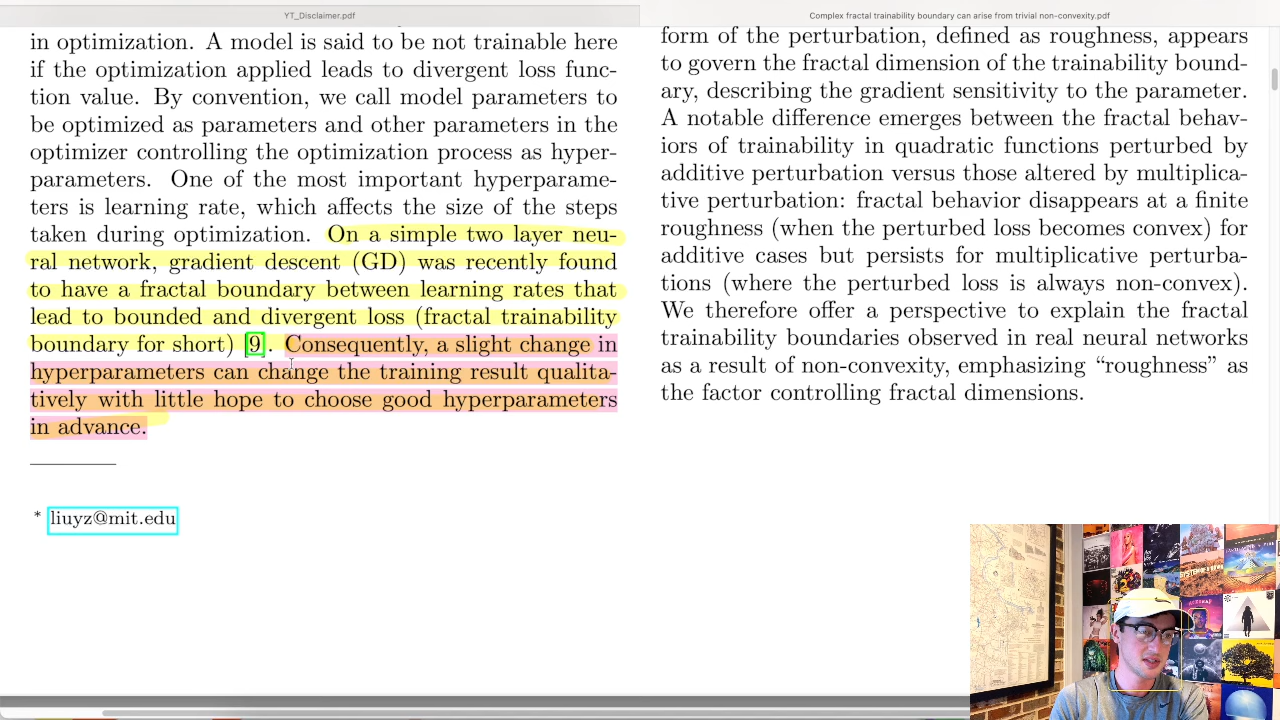 YT_Disclaimer.pdf
Complex fractal trainability boundary can arise from trivial non-convexity.pdf
in optimization. A model is said to be not trainable here
if the optimization applied leads to divergent loss func-
tion value. By convention, we call model parameters to
be optimized as parameters and other parameters in the
optimizer controlling the optimization process as hyper-
parameters. One of the most important hyperparame-
ters is learning rate, which affects the size of the steps
taken during optimization. On a simple two layer neu-
ral network, gradient descent (GD) was recently found
to have a fractal boundary between learning rates that
lead to bounded and divergent loss (fractal trainability
boundary for short) [9]. Consequently, a slight change in
hyperparameters can change the training result qualita-
tively with little hope to choose good hyperparameters
in advance.
* liuyz@mit.edu
form of the perturbation, defined as roughness, appears
to govern the fractal dimension of the trainability bound-
ary, describing the gradient sensitivity to the parameter.
A notable difference emerges between the fractal behav-
iors of trainability in quadratic functions perturbed by
additive perturbation versus those altered by multiplica-
tive perturbation: fractal behavior disappears at a finite
roughness (when the perturbed loss becomes convex) for
additive cases but persists for multiplicative perturba-
tions (where the perturbed loss is always non-convex).
We therefore offer a perspective to explain the fractal
trainability boundaries observed in real neural networks
as a result of non-convexity, emphasizing “roughness” as
the factor controlling fractal dimensions.